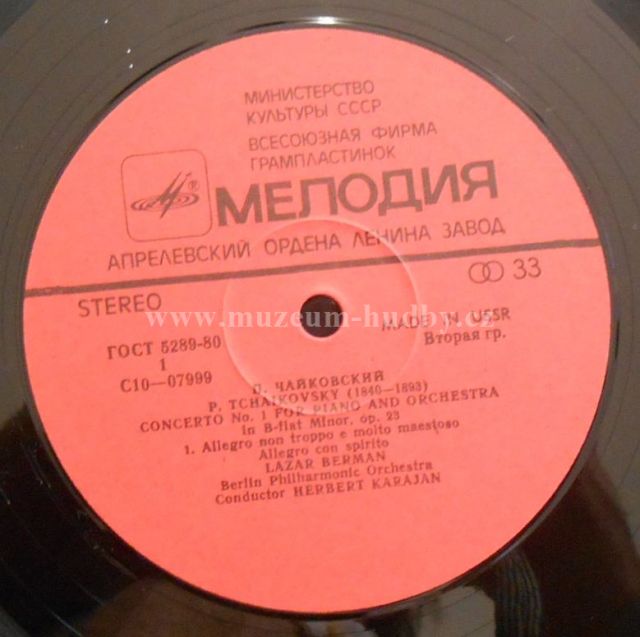 МИНИСТЕРСТВО
КУЛЬТУРЫ СССР
ВСЕСОЮЗНАЯ ФИРМА
ГРАМПЛАСТИНОК
®
МЕЛОДИЯ
АПРЕЛЕВСКИЙ ОРДЕНА ЛЕНИНА ЗАВОД
STEREO
33
www.muzeum-hudby.cz
MADE IN USSR
ГОСТ 5289-80
Вторая гр.
1
С10—07999
П. ЧАЙКОВСКИЙ
P. TCHAIKOVSKY (1840—1893)
CONCERTO No. 1 FOR PIANO AND ORCHESTRA
in B-flat Minor, op. 23
1. Allegro non troppo e molto maestoso
Allegro con spirito
LAZAR BERMAN
Berlin Philharmonic Orchestra
Conductor HERBERT KARAJAN